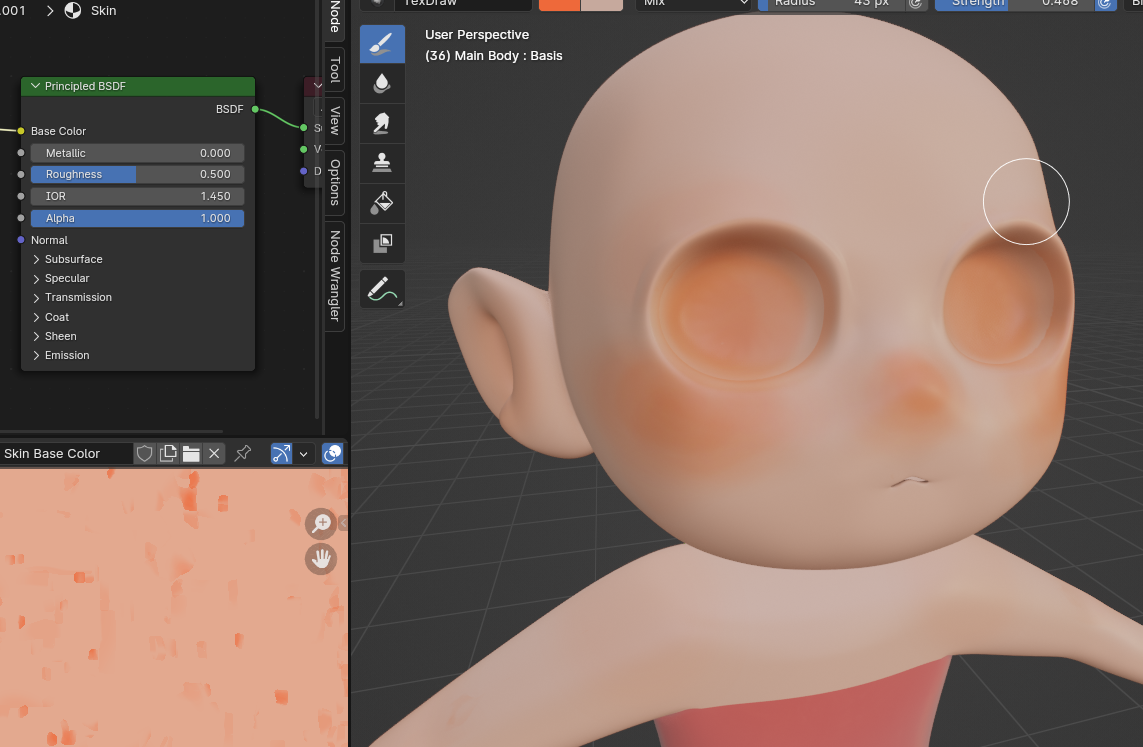 .001 > Skin
TexDraw
Mix
Radius 43 px
Strength 0.468
Node
Tool
View
Options
Node Wrangler
User Perspective
(36) Main Body : Basis
Principled BSDF
BSDF
Base Color
Metallic 0.000
Roughness 0.500
IOR 1.450
Alpha 1.000
Normal
Subsurface
Specular
Transmission
Coat
Sheen
Emission
S
V
D
Skin Base Color